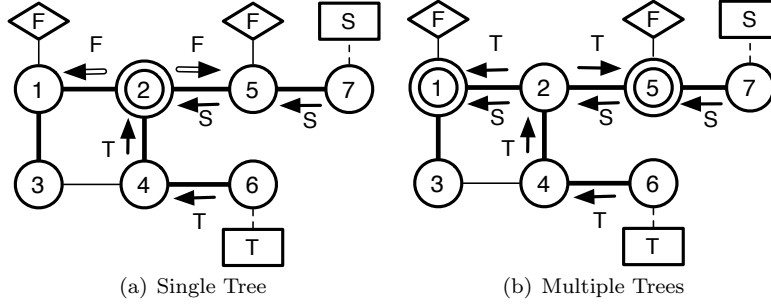 F F S F F S
F F T T
1 2 5 7 1 2 5 7
S S S S S
T T
3 4 6 3 4 6
T T
T T
(a) Single Tree (b) Multiple Trees